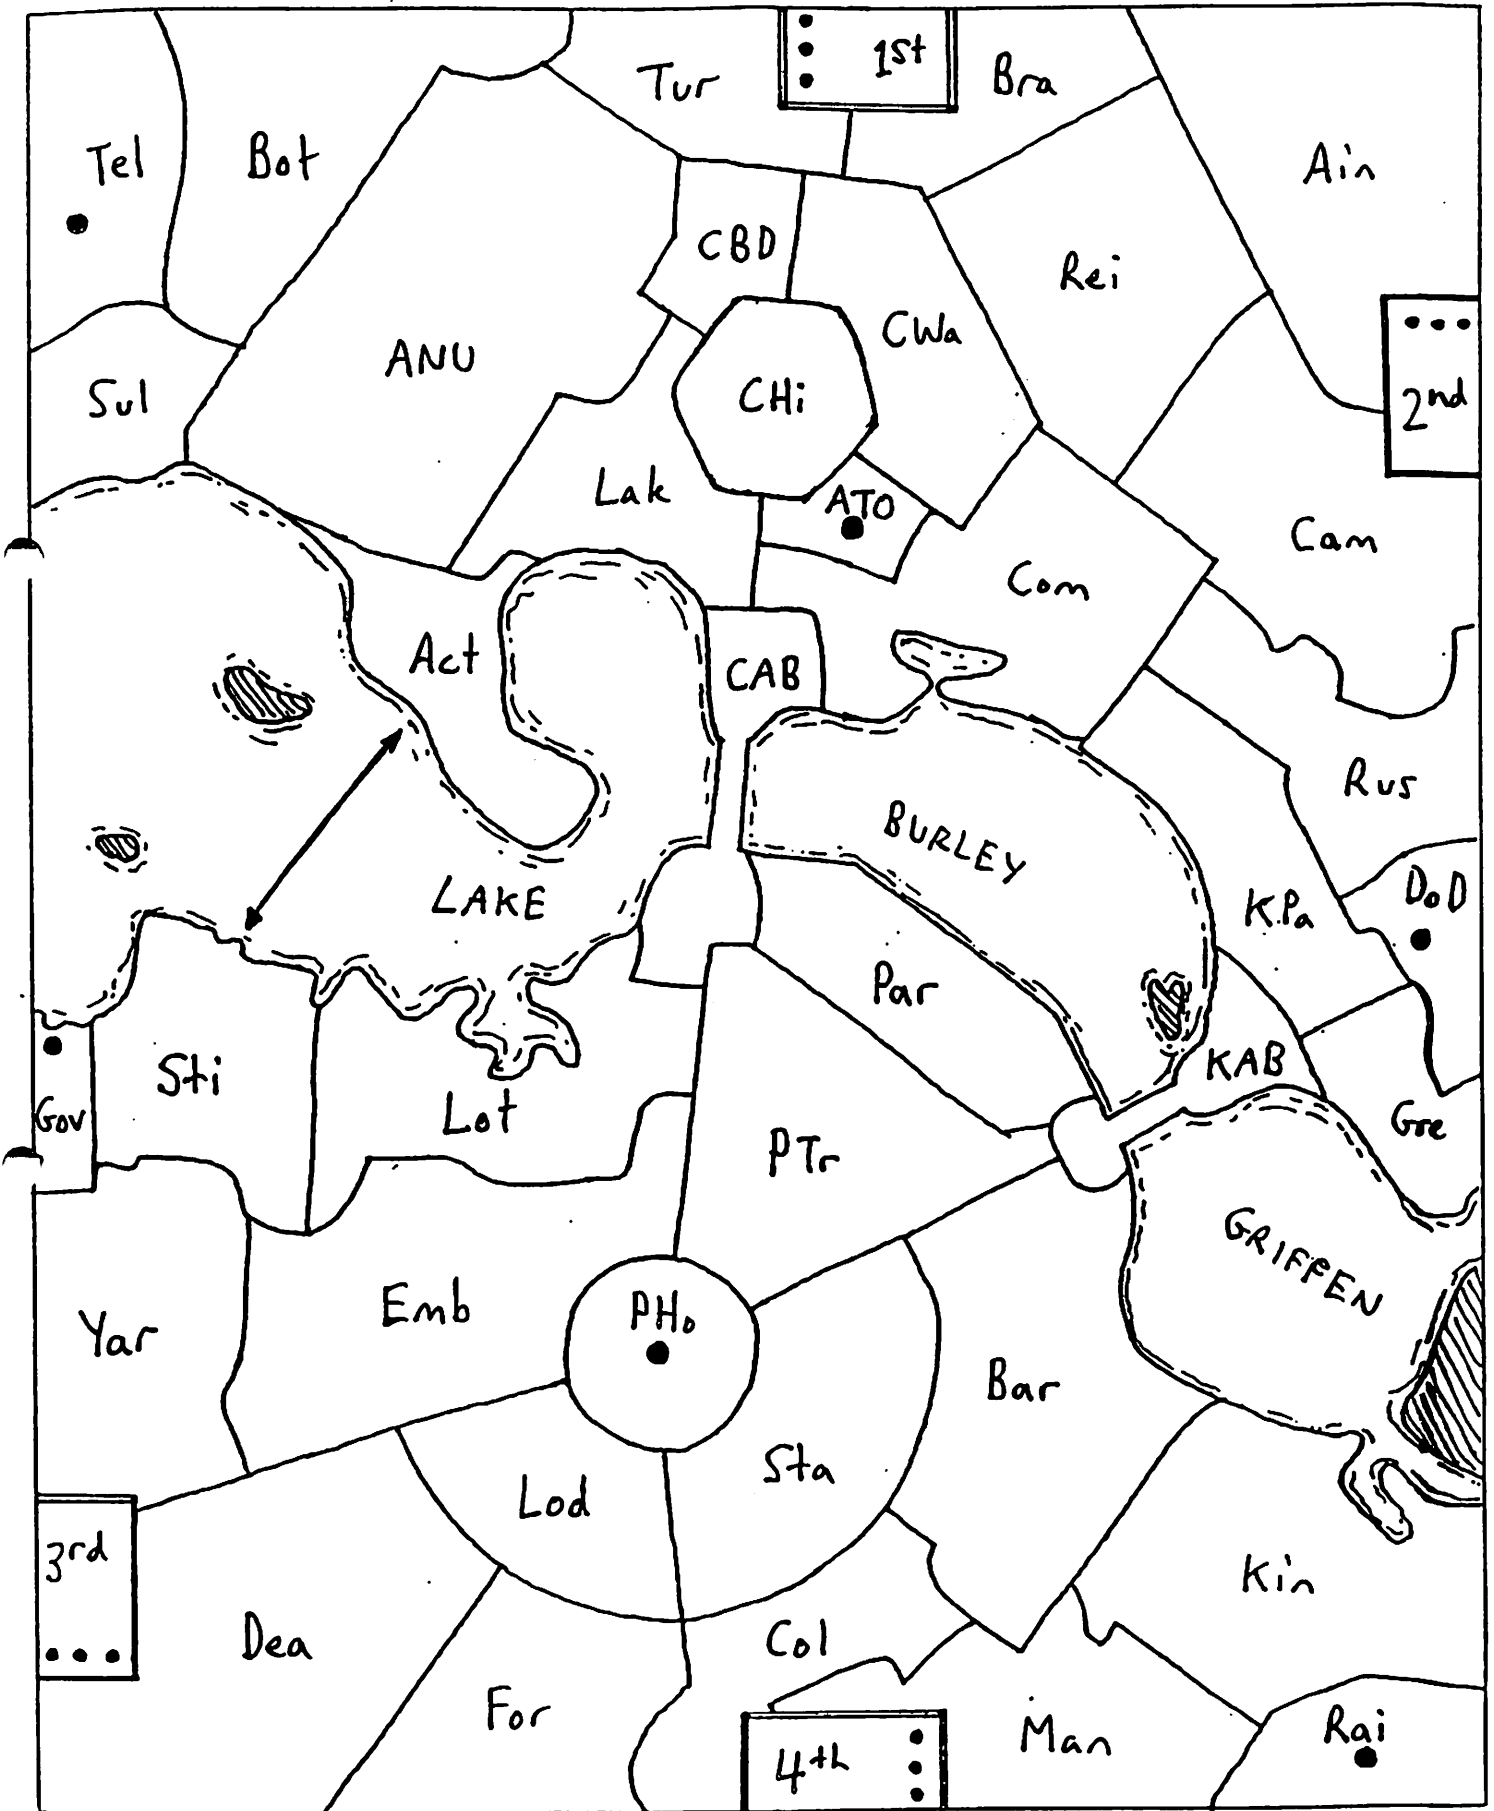 1st
Tur
Bra
Tel
Bot
Ain
CBD
Rei
CWa
ANU
Sul
CHi
2nd
Lak
ATO
Cam
Com
Act
CAB
Rus
BURLEY
LAKE
DoD
KPa
Par
KAB
Sti
Gov
Lot
Gre
PTr
GRIFFEN
Emb
PHo
Yar
Bar
Sta
Lod
3rd
Kin
Dea
Col
For
Man
Rai
4th